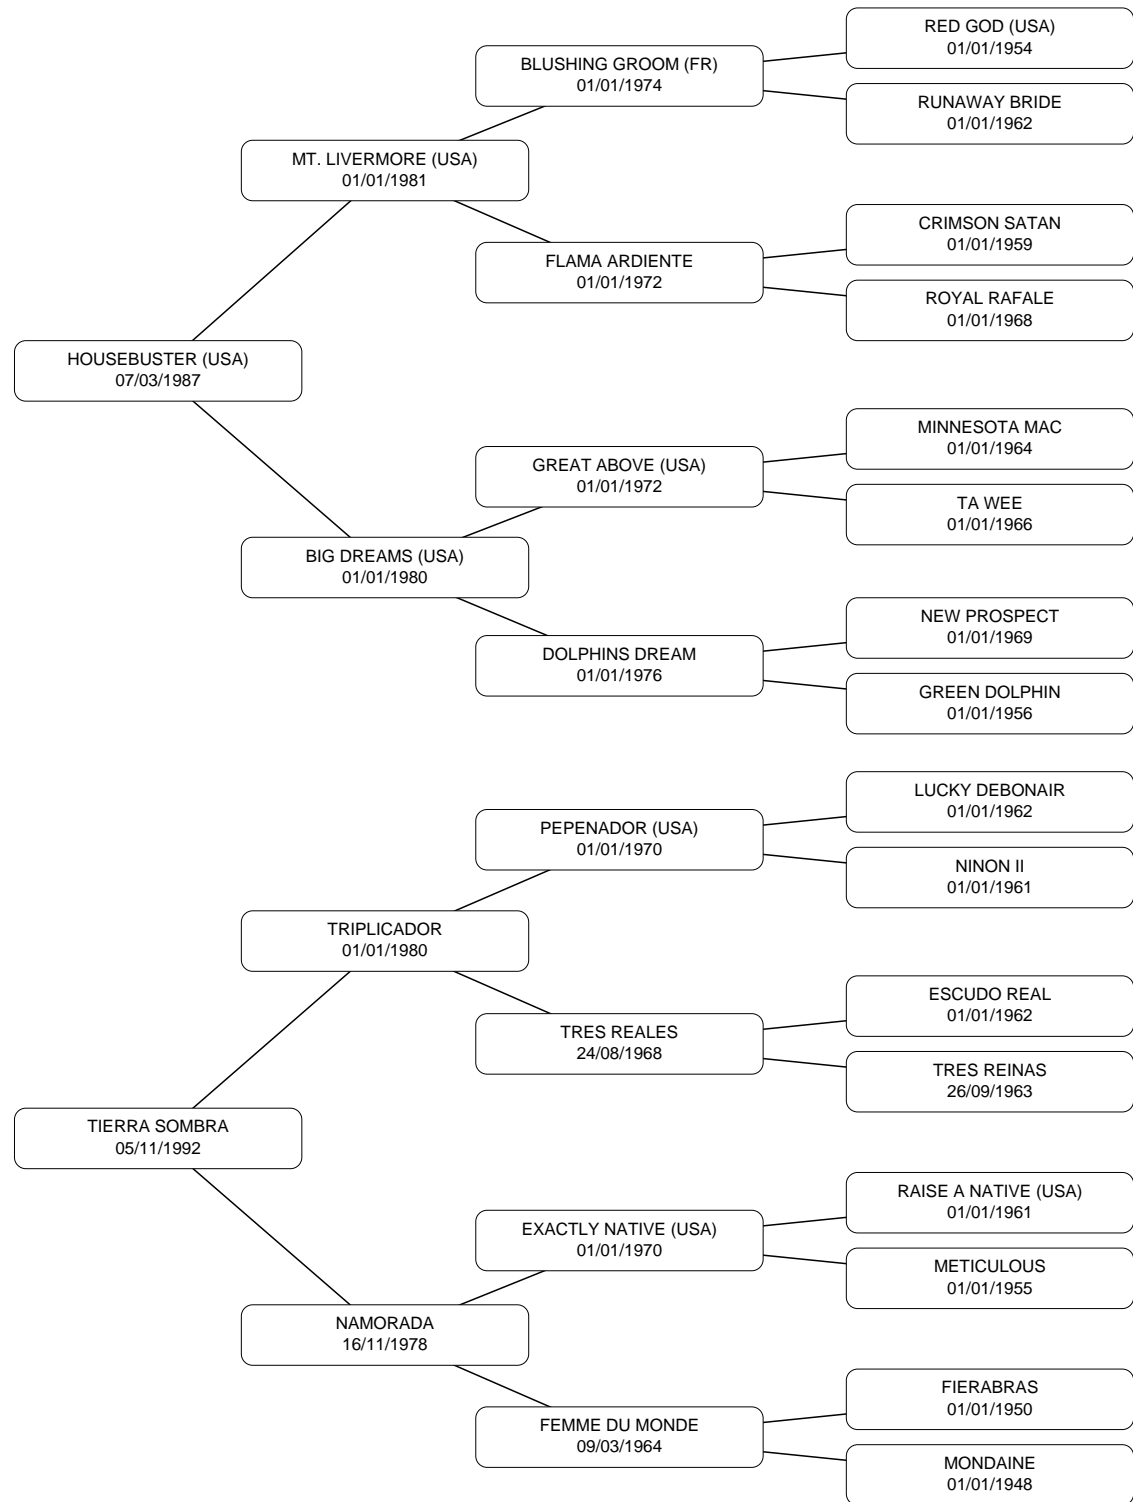 RED GOD (USA)
01/01/1954
BLUSHING GROOM (FR)
01/01/1974
RUNAWAY BRIDE
01/01/1962
MT. LIVERMORE (USA)
01/01/1981
CRIMSON SATAN
01/01/1959
FLAMA ARDIENTE
01/01/1972
ROYAL RAFALE
01/01/1968
HOUSEBUSTER (USA)
07/03/1987
MINNESOTA MAC
01/01/1964
GREAT ABOVE (USA)
01/01/1972
TA WEE
01/01/1966
BIG DREAMS (USA)
01/01/1980
NEW PROSPECT
01/01/1969
DOLPHINS DREAM
01/01/1976
GREEN DOLPHIN
01/01/1956
LUCKY DEBONAIR
01/01/1962
PEPENADOR (USA)
01/01/1970
NINON II
01/01/1961
TRIPLICADOR
01/01/1980
ESCUDO REAL
01/01/1962
TRES REALES
24/08/1968
TRES REINAS
26/09/1963
TIERRA SOMBRA
05/11/1992
RAISE A NATIVE (USA)
01/01/1961
EXACTLY NATIVE (USA)
01/01/1970
METICULOUS
01/01/1955
NAMORADA
16/11/1978
FIERABRAS
01/01/1950
FEMME DU MONDE
09/03/1964
MONDAINE
01/01/1948